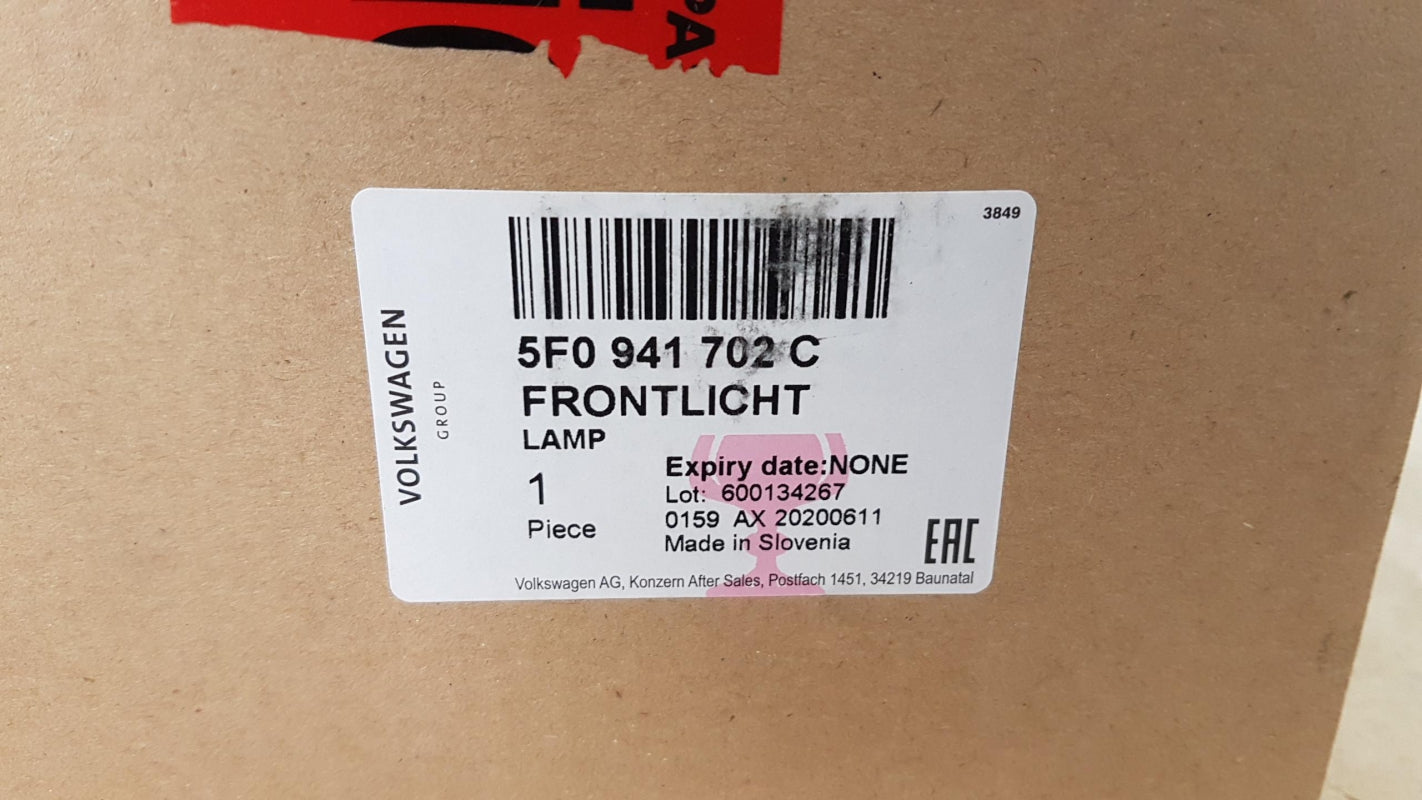 3849
VOLKSWAGEN
GROUP
5F0 941 702 C
FRONTLICHT
LAMP
1
Piece
Expiry date:NONE
Lot: 600134267
0159 AX 20200611
Made in Slovenia
EAC
Volkswagen AG, Konzern After Sales, Postfach 1451, 34219 Baunatal